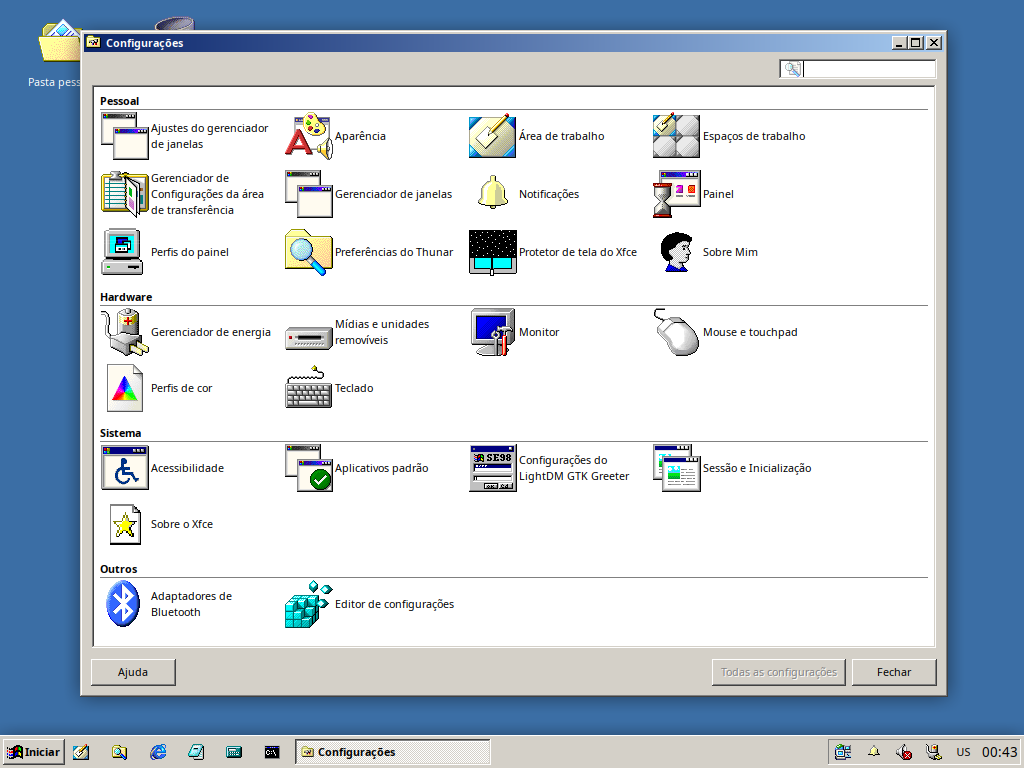 Pasta pess
Configurações
Pessoal
Ajustes do gerenciador
de janelas
Aparência
Área de trabalho
Espaços de trabalho
Gerenciador de
Configurações da área
de transferência
Gerenciador de janelas
Notificações
Painel
Perfis do painel
Preferências do Thunar
Protetor de tela do Xfce
Sobre Mim
Hardware
Gerenciador de energia
Mídias e unidades
removíveis
Monitor
Mouse e touchpad
Perfis de cor
Teclado
Sistema
Acessibilidade
Aplicativos padrão
SE98
Configurações do
LightDM GTK Greeter
Sessão e Inicialização
Sobre o Xfce
Outros
Adaptadores de
Bluetooth
Editor de configurações
Ajuda
Todas as configurações
Fechar
Iniciar
C:\
Configurações
US
00:43